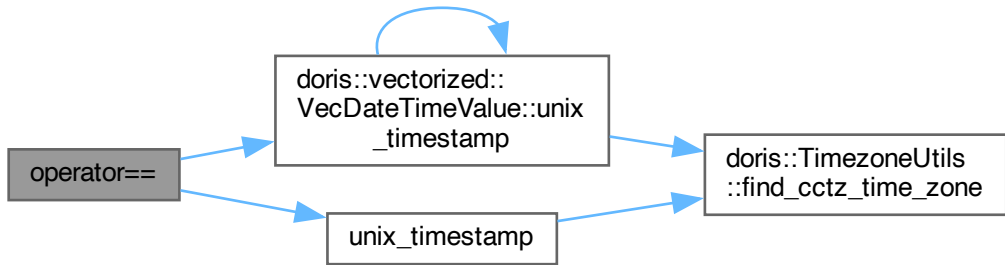 operator==
doris::vectorized::
VecDateTimeValue::unix
_timestamp
unix_timestamp
doris::TimezoneUtils
::find_cctz_time_zone